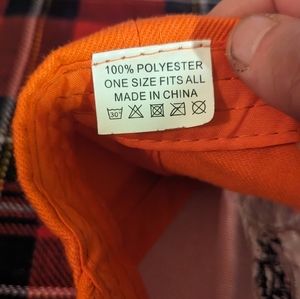 100% POLYESTER
ONE SIZE FITS ALL
MADE IN CHINA
30°